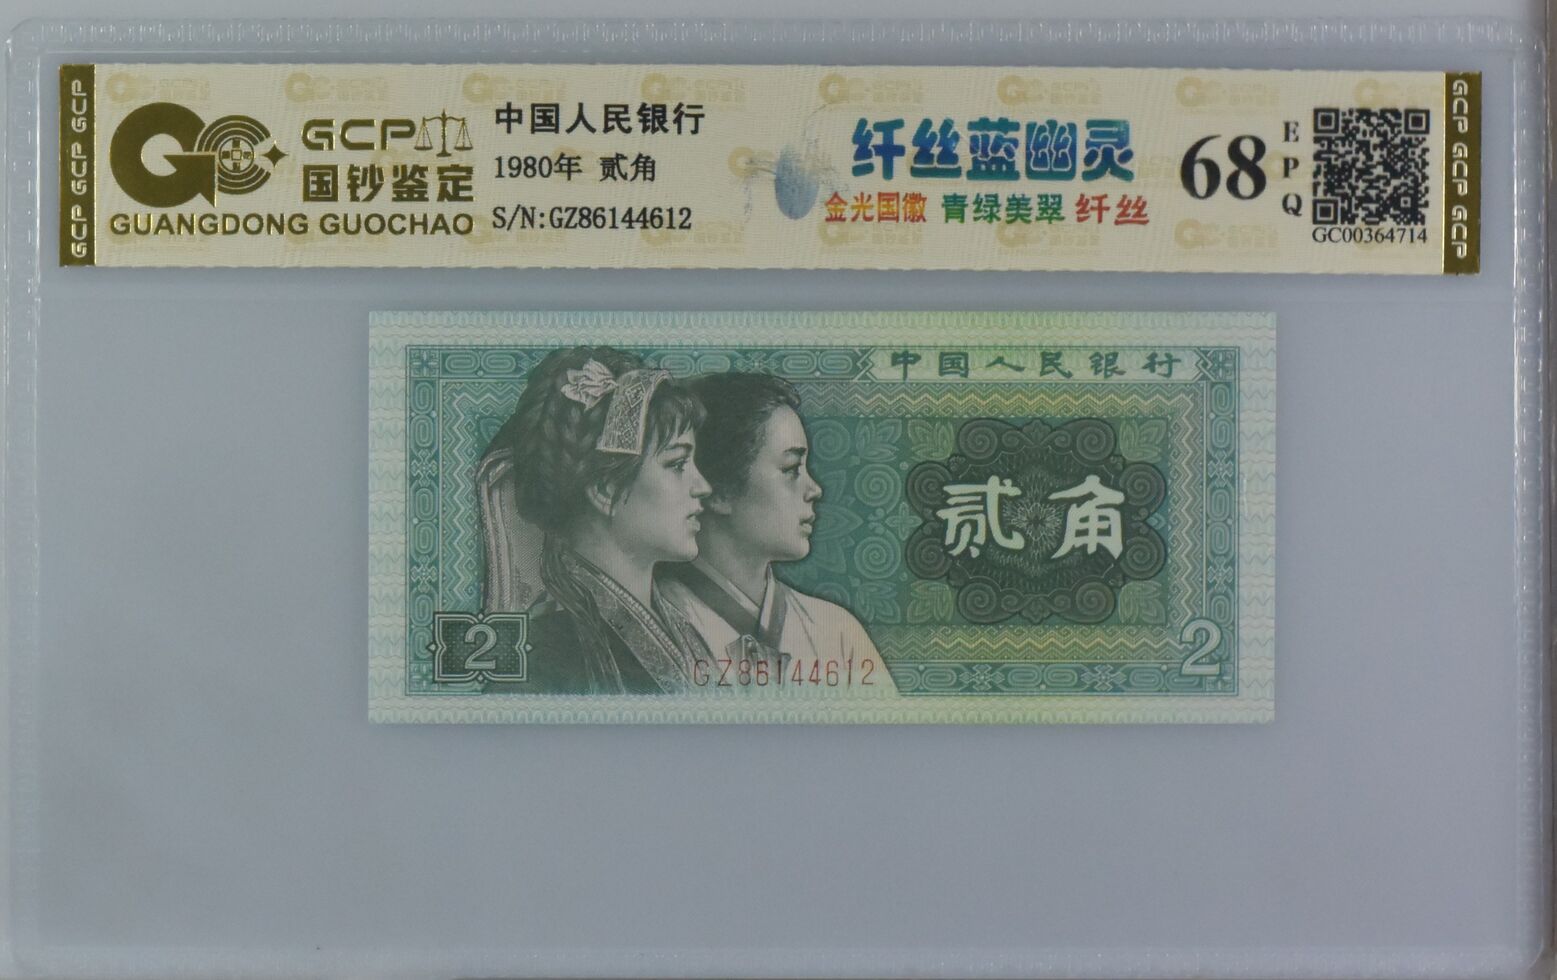 GCP GCP GCP
GCP
国钞鉴定
GUANGDONG GUOCHAO
中国人民银行
1980年 贰角
S/N:GZ86144612
纤丝蓝幽灵
金光国徽 青绿美翠 纤丝
68
EPQ
GC00364714
GCP GCP GCP
中国人民银行
贰角
2
GZ86144612
2